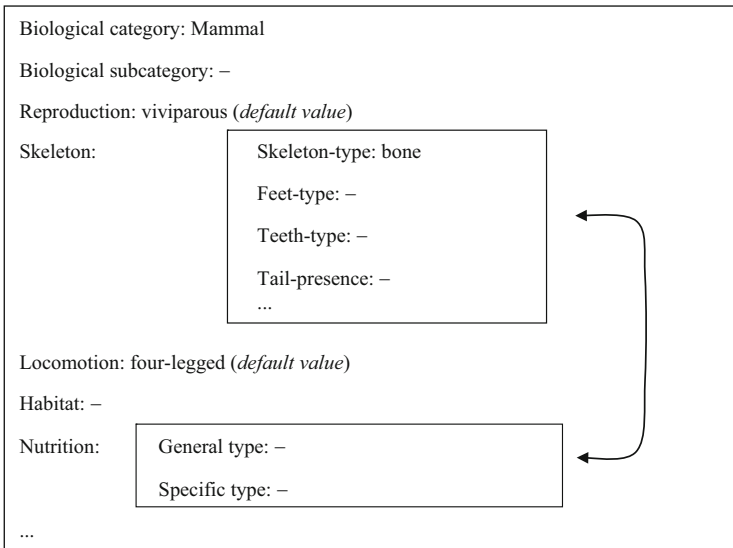 Biological category: Mammal
Biological subcategory: –
Reproduction: viviparous (default value)
Skeleton:
Skeleton-type: bone
Feet-type: –
Teeth-type: –
Tail-presence: –
...
Locomotion: four-legged (default value)
Habitat: –
Nutrition:
General type: –
Specific type: –
...